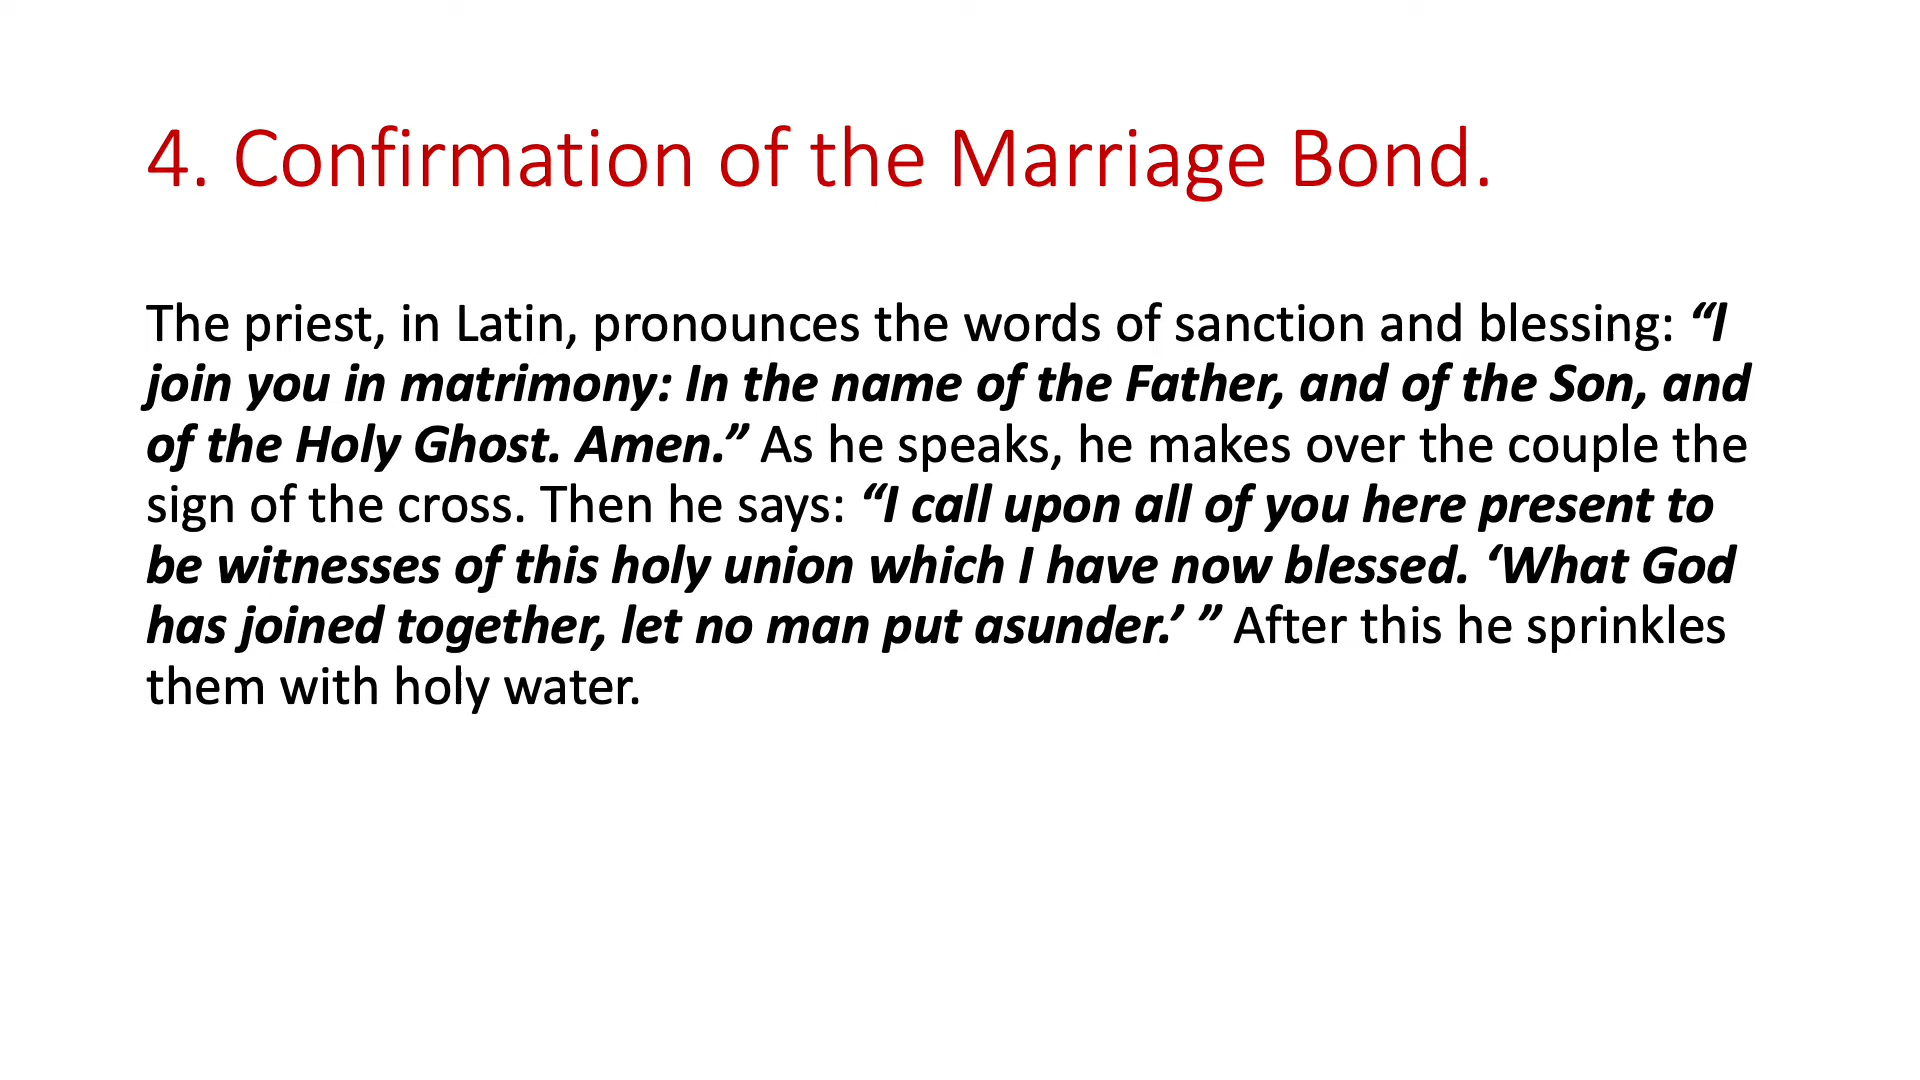 4. Confirmation of the Marriage Bond.
The priest, in Latin, pronounces the words of sanction and blessing: “I
join you in matrimony: In the name of the Father, and of the Son, and
of the Holy Ghost. Amen.” As he speaks, he makes over the couple the
sign of the cross. Then he says: “I call upon all of you here present to
be witnesses of this holy union which I have now blessed. ‘What God
has joined together, let no man put asunder.’ ” After this he sprinkles
them with holy water.